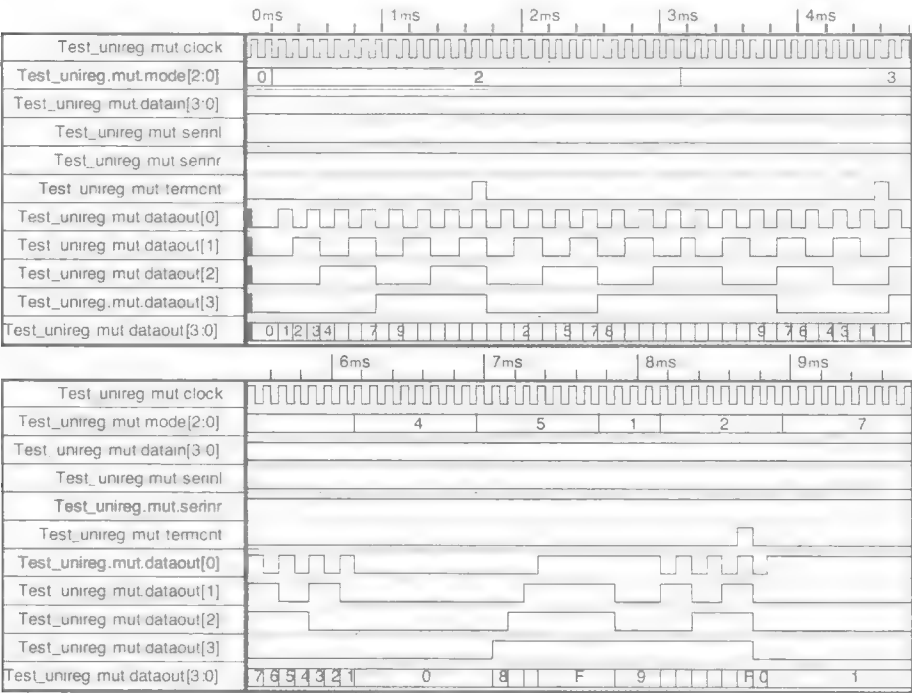 0ms 1ms 2ms 3ms 4ms
Test_unireg mut clock
Test_unireg.mut.mode[2:0] 0 2 3
Test_unireg mut datain[3:0]
Test_unireg mut serinl
Test_unireg mut serinr
Test unireg mut termcnt
Test_unireg mut dataout[0]
Test unireg mut dataout[1]
Test_unireg mut dataout[2]
Test_unireg.mut.dataout[3]
Test_unireg mut dataout[3:0] 0 1 2 3 4 7 9 2 5 7 8 9 7 6 4 3 1
6ms 7ms 8ms 9ms
Test_unireg mut clock
Test_unireg mut mode[2:0] 4 5 1 2 7
Test unireg mut datain[3 0]
Test_unireg mut serinl
Test_unireg.mut.serinr
Test_unireg mut termcnt
Test_unireg.mut.dataout[0]
Test unireg mut dataout[1]
Test_unireg mut dataout[2]
Test_unireg mut dataout[3]
Test_unireg mut dataout[3:0] 7 6 5 4 3 2 1 0 8 F 9 F 0 1